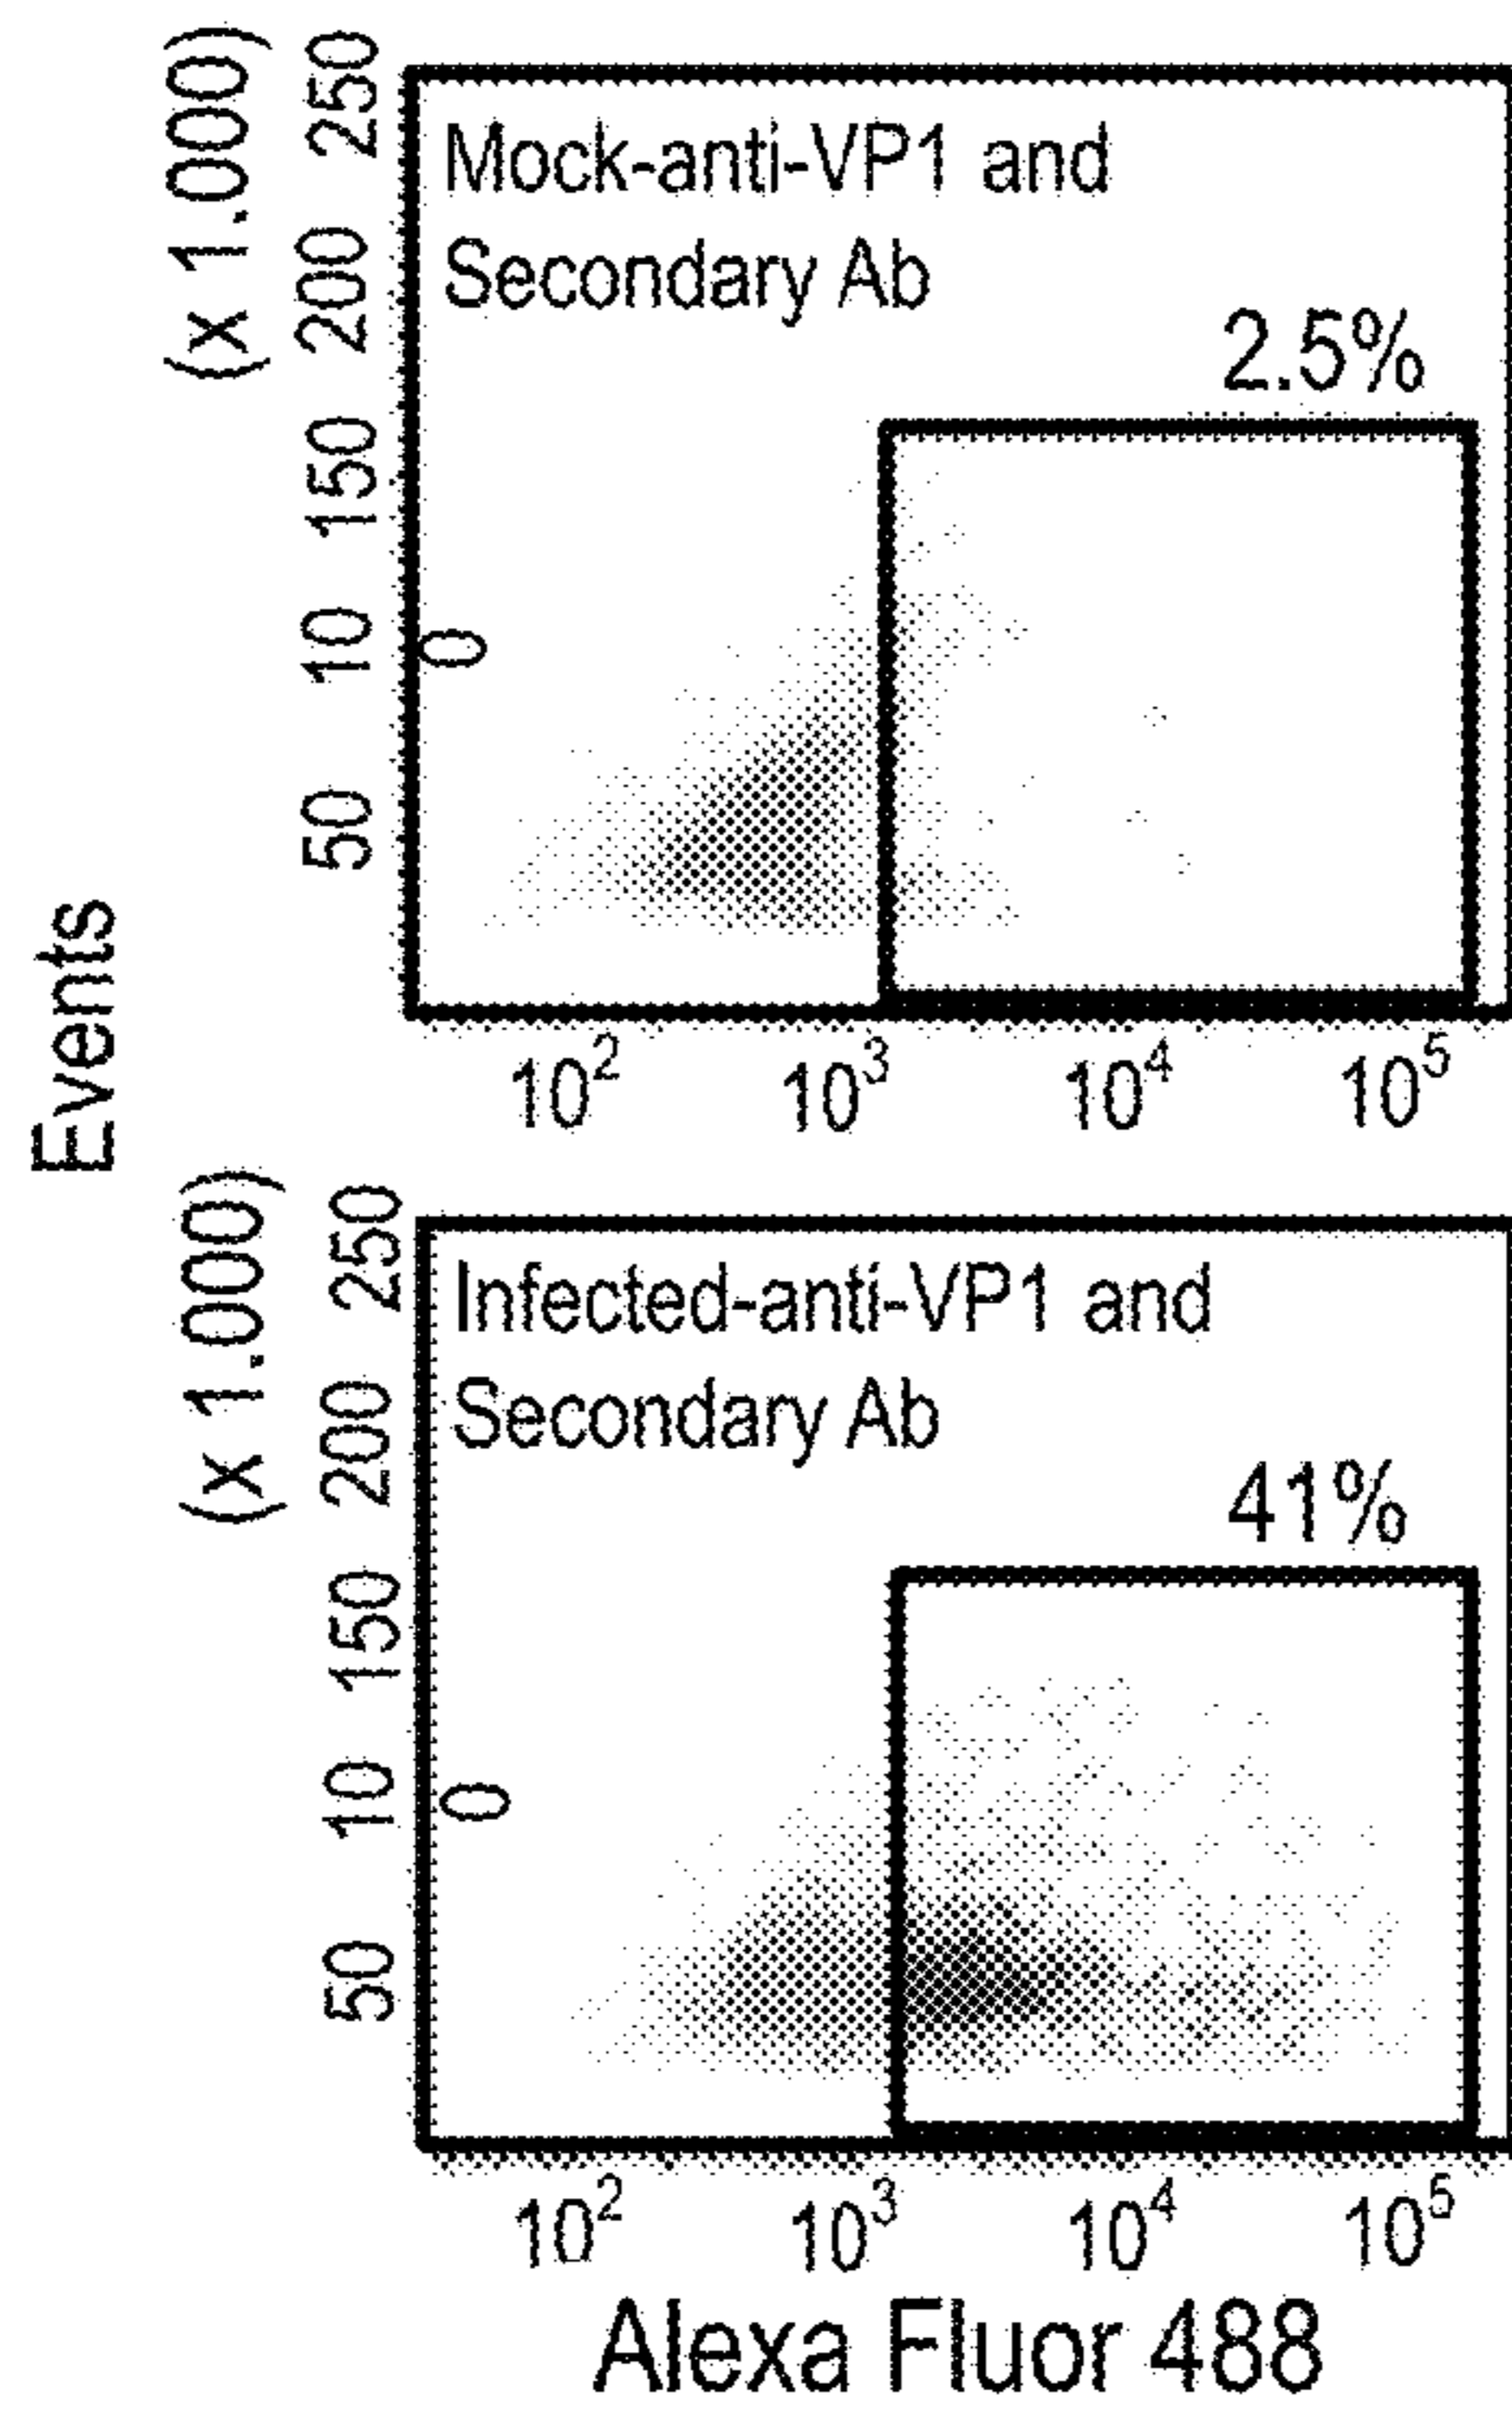 Events
(x 1.000)
250
200
150
10
0
50
Mock-anti-VP1 and
Secondary Ab
2.5%
10²
10³
10⁴
10⁵
(x 1.000)
250
200
150
10
0
50
Infected-anti-VP1 and
Secondary Ab
41%
10²
10³
10⁴
10⁵
Alexa Fluor 488